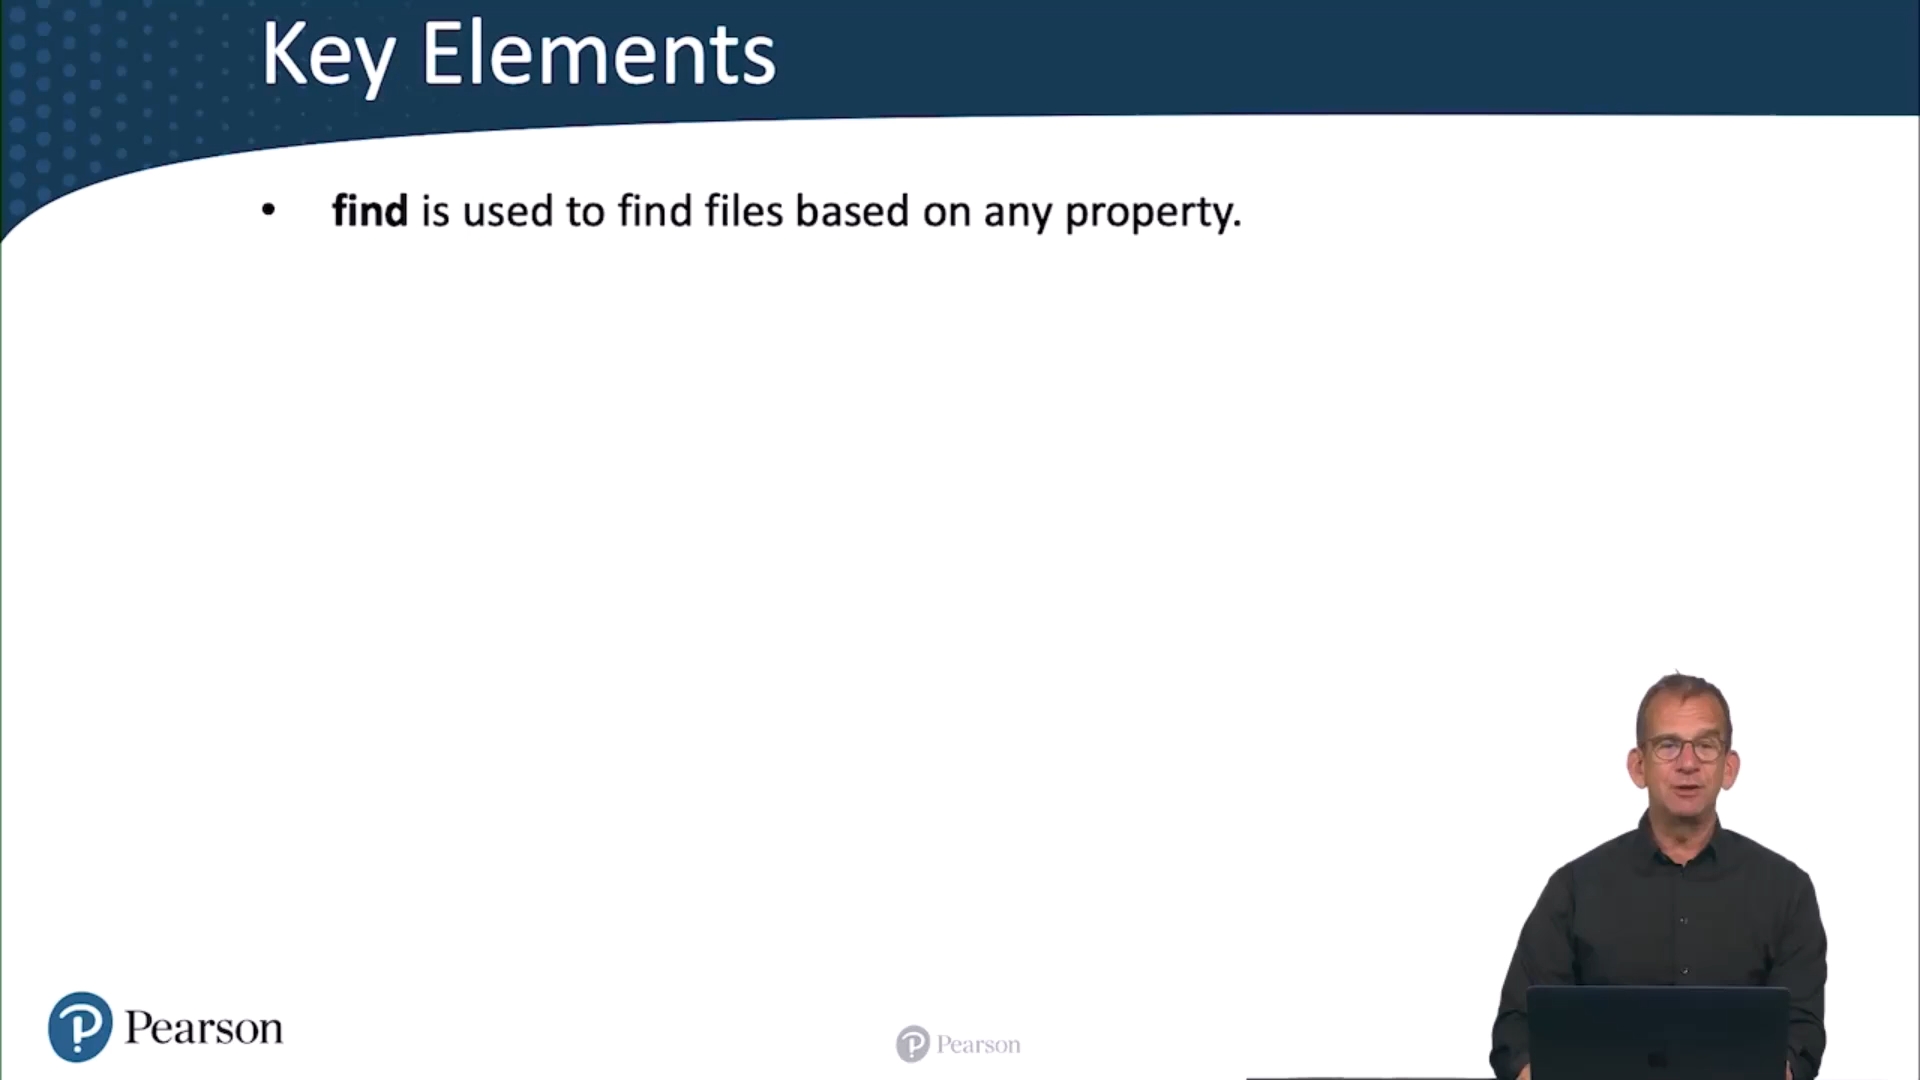 Key Elements
• find is used to find files based on any property.
Pearson
Pearson